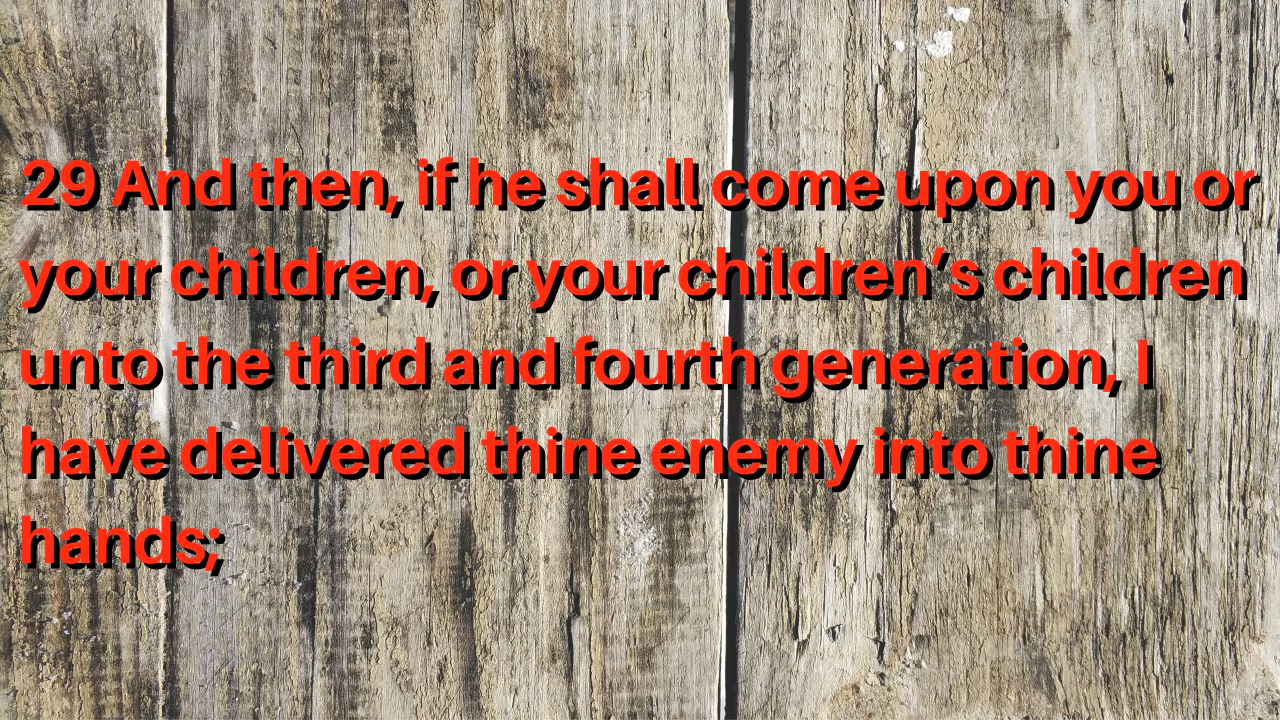 29 And then, if he shall come upon you or
your children, or your children’s children
unto the third and fourth generation, I
have delivered thine enemy into thine
hands;